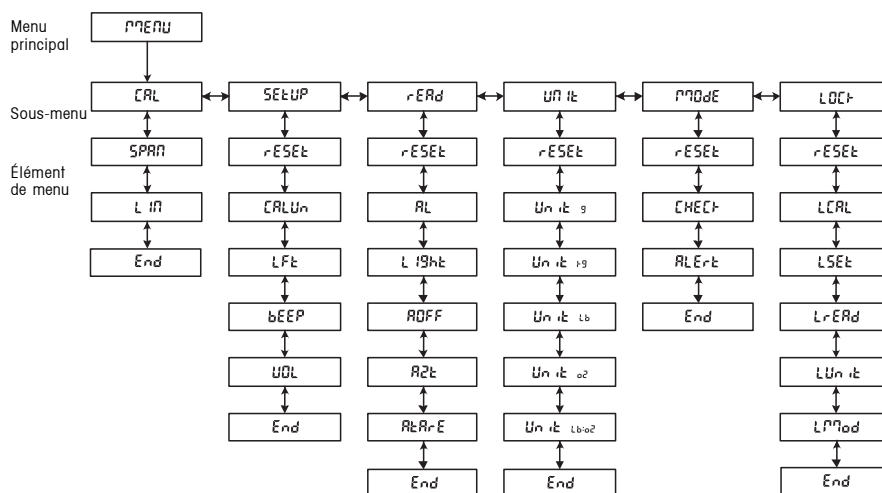 Menu principal
MENU
Sous-menu
CAL SEtUP rEAd UNit MOdE LOCk
Élément de menu
SPAN rESEt rESEt rESEt rESEt rESEt
LIN CALUn AL Unit g CHECk LCAL
End LFt LIght Unit kg ALErt LSEt
bEEP AOFF Unit Lb End LrEAd
VOL AZt Unit oZ LUnit
End AtArE Unit Lb:oZ LMod
End End End